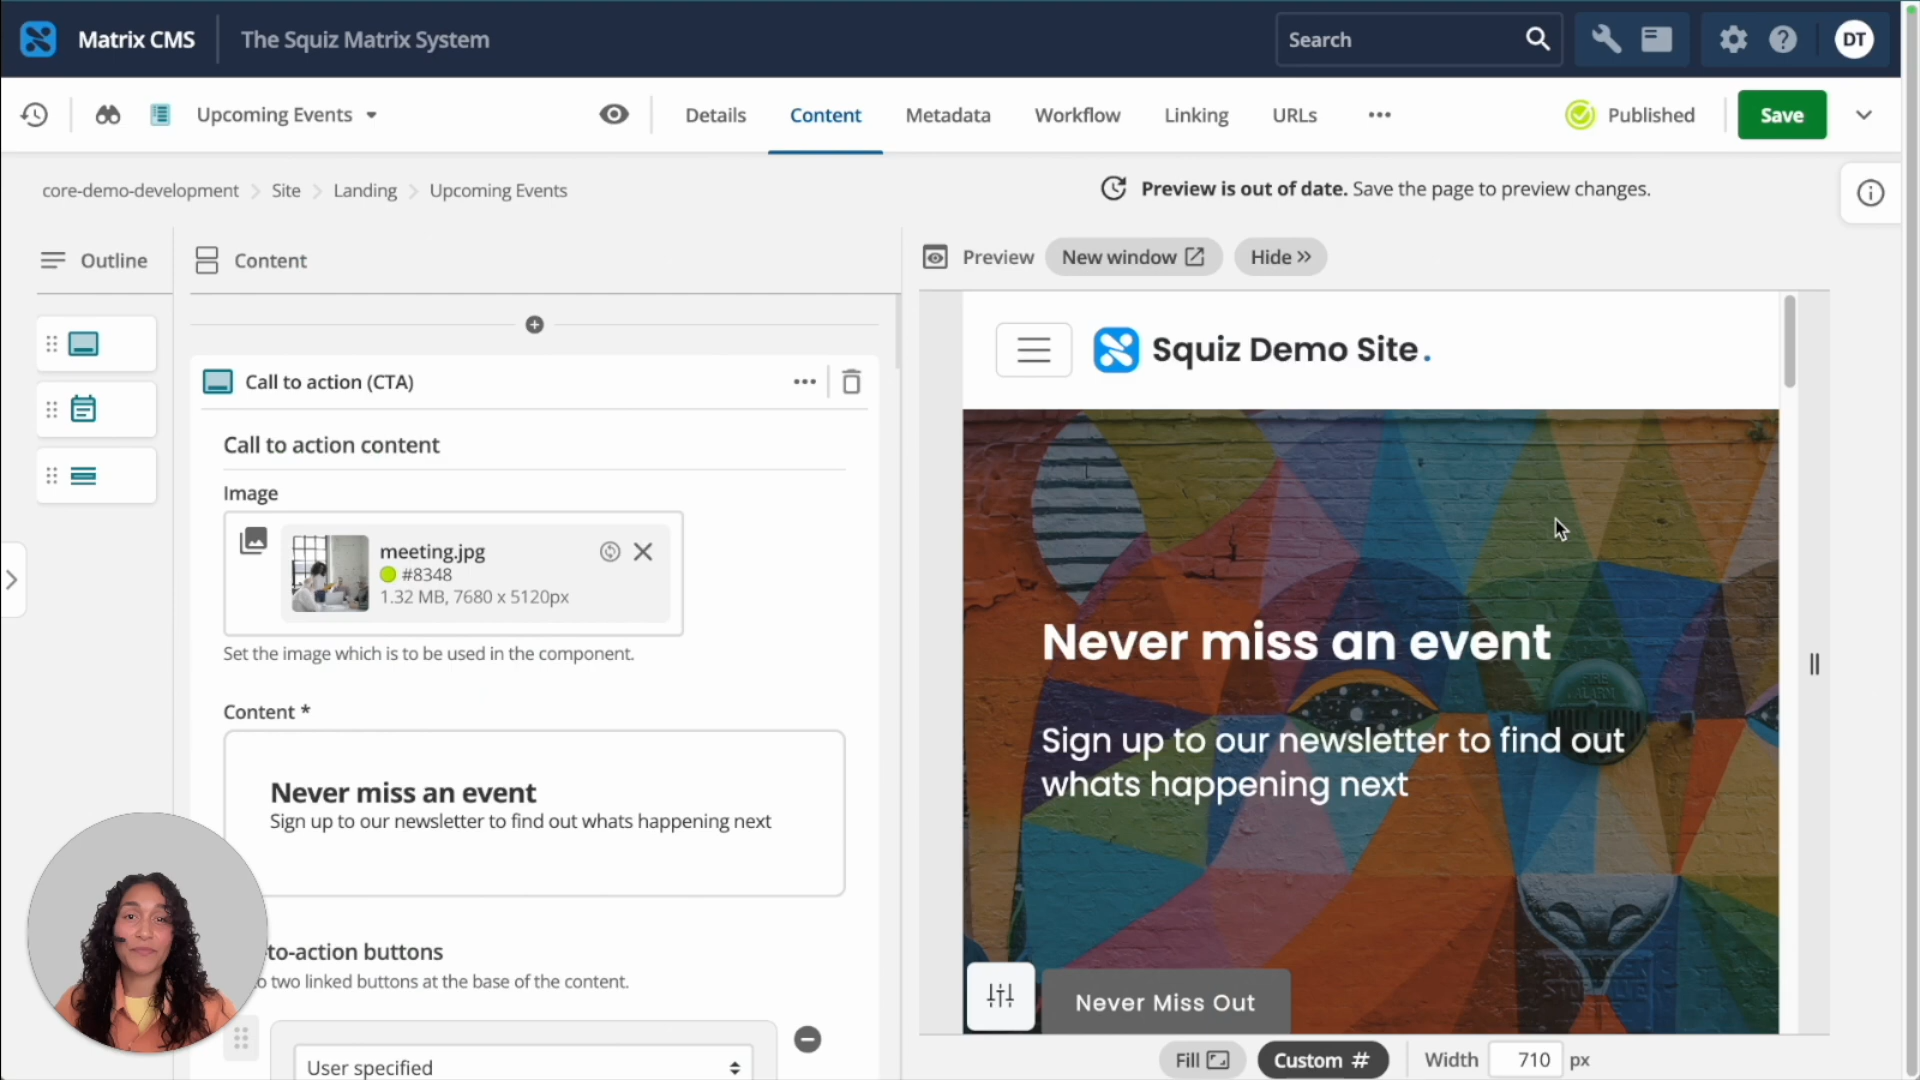 Matrix CMS
The Squiz Matrix System
Search
DT
Upcoming Events
Details
Content
Metadata
Workflow
Linking
URLs
Published
Save
core-demo-development
Site
Landing
Upcoming Events
Preview is out of date. Save the page to preview changes.
Outline
Content
Preview
New window
Hide
Call to action (CTA)
Call to action content
Image
meeting.jpg
#8348
1.32 MB, 7680 x 5120px
Set the image which is to be used in the component.
Content *
Never miss an event
Sign up to our newsletter to find out whats happening next
-to-action buttons
two linked buttons at the base of the content.
User specified
Squiz Demo Site.
Never miss an event
Sign up to our newsletter to find out
whats happening next
FIRE
ALARM
Never Miss Out
Fill
Custom #
Width
710
px